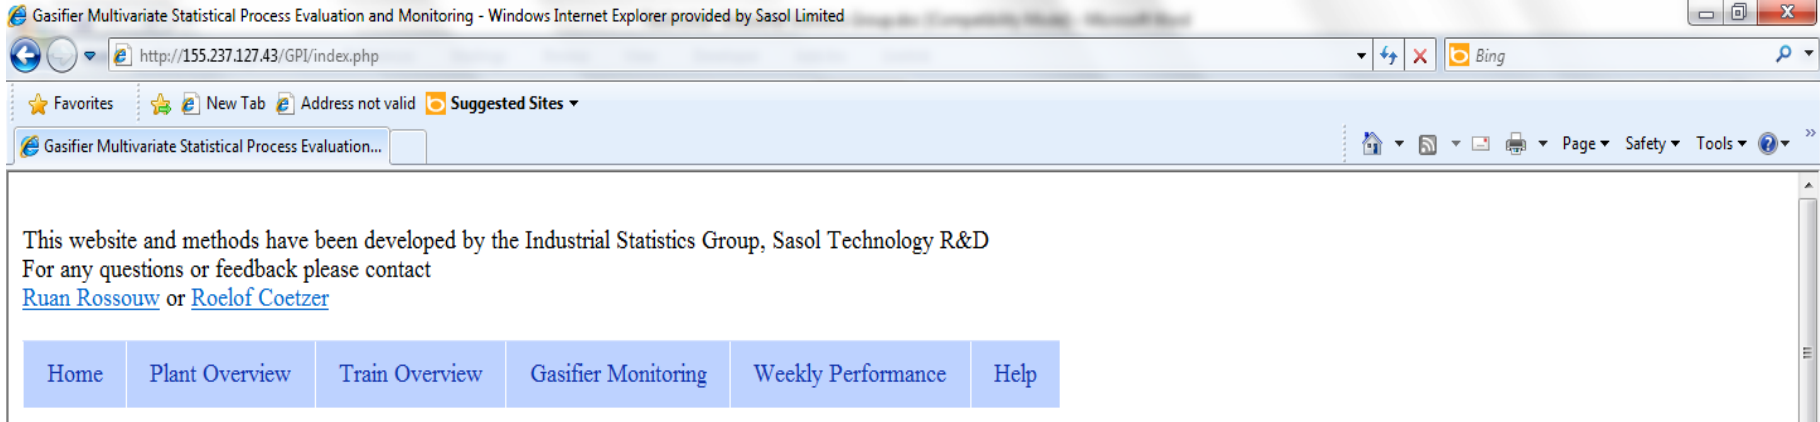 Gasifier Multivariate Statistical Process Evaluation and Monitoring - Windows Internet Explorer provided by Sasol Limited
http://155.237.127.43/GPI/index.php
Bing
Favorites New Tab Address not valid Suggested Sites
Gasifier Multivariate Statistical Process Evaluation...
Page Safety Tools
This website and methods have been developed by the Industrial Statistics Group, Sasol Technology R&D
For any questions or feedback please contact
Ruan Rossouw or Roelof Coetzer
Home Plant Overview Train Overview Gasifier Monitoring Weekly Performance Help